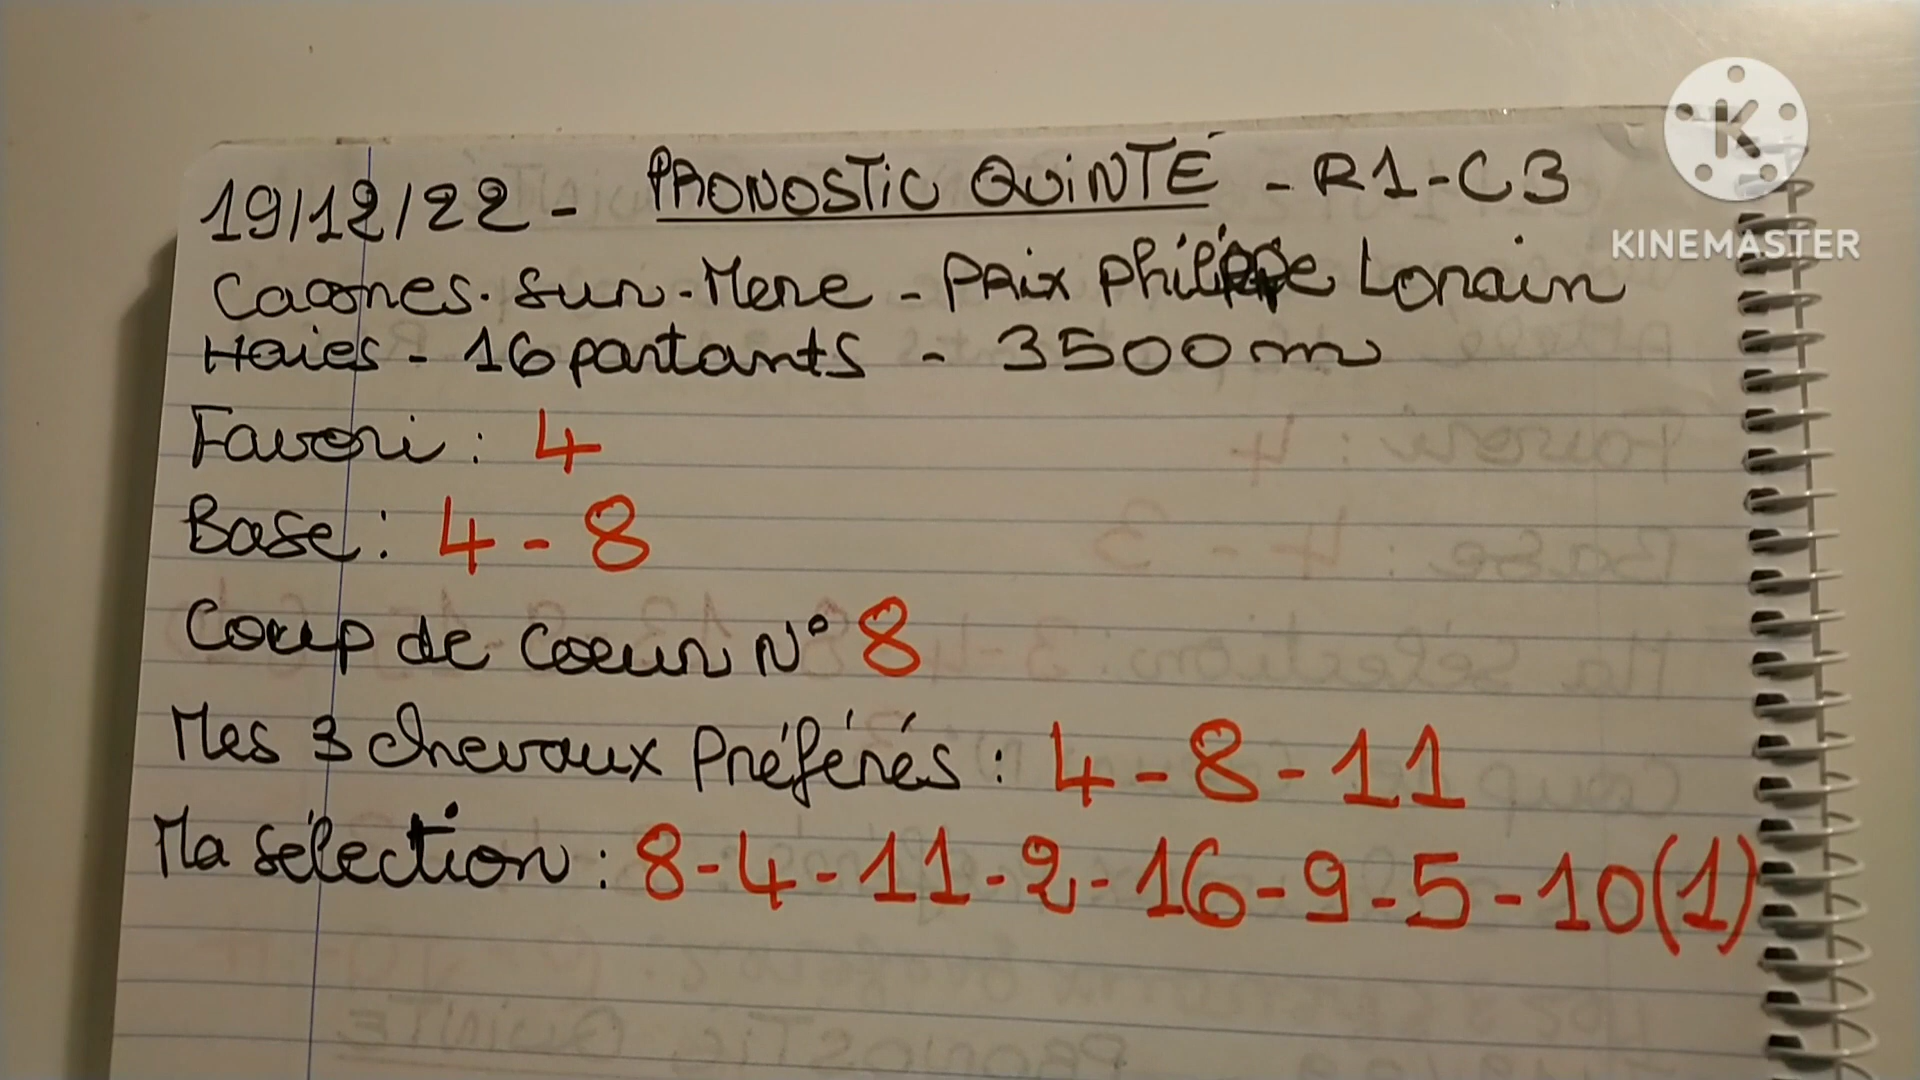 19/12/22 - PRONOSTIC QUINTÉ - R1-C3
Cagnes-sur-Mere - Prix Philippe Lorain
Haies - 16 partants - 3500m
Favori : 4
Base : 4 - 8
Coup de coeur N° 8
Mes 3 chevaux Préférés : 4 - 8 - 11
Ma sélection : 8 - 4 - 11 - 2 - 16 - 9 - 5 - 10 (1)
KINEMASTER